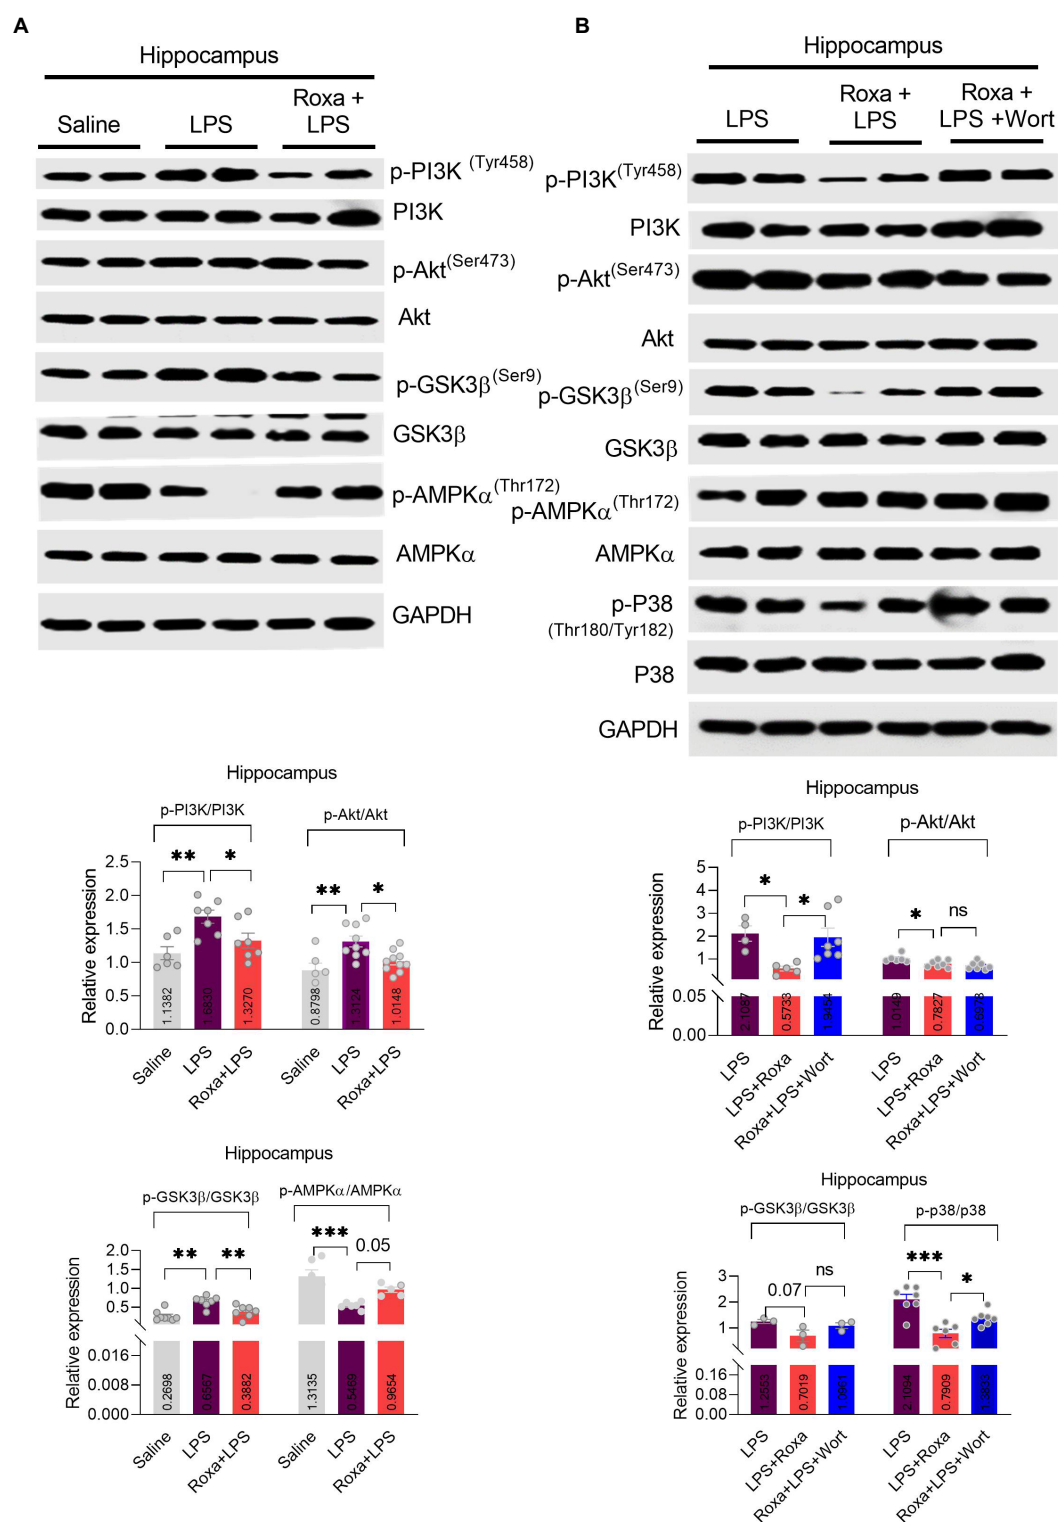 A
Hippocampus
Saline
LPS
Roxa +
LPS
p-PI3K (Tyr458)
PI3K
p-Akt(Ser473)
Akt
p-GSK3β(Ser9)
GSK3β
p-AMPKα(Thr172)
AMPKα
GAPDH
Hippocampus
p-PI3K/PI3K
p-Akt/Akt
Relative expression
2.5
2.0
1.5
1.0
0.5
0.0
**
*
**
*
1.1382
1.6830
1.3270
0.8798
1.3124
1.0148
Saline
LPS
Roxa+LPS
Saline
LPS
Roxa+LPS
Hippocampus
p-GSK3β/GSK3β
p-AMPKα/AMPKα
Relative expression
2.0
1.5
1.0
0.5
0.016
0.008
0.000
**
**
***
0.05
0.2698
0.6567
0.3882
1.3135
0.5469
0.9654
Saline
LPS
Roxa+LPS
Saline
LPS
Roxa+LPS
B
Hippocampus
LPS
Roxa +
LPS
Roxa +
LPS +Wort
p-PI3K(Tyr458)
PI3K
p-Akt(Ser473)
Akt
p-GSK3β(Ser9)
GSK3β
p-AMPKα(Thr172)
AMPKα
p-P38
(Thr180/Tyr182)
P38
GAPDH
Hippocampus
p-PI3K/PI3K
p-Akt/Akt
Relative expression
5
4
3
2
1
0.05
0.00
*
*
*
ns
2.1087
0.5733
1.9454
1.0149
0.7827
0.6978
LPS
LPS+Roxa
Roxa+LPS+Wort
LPS
LPS+Roxa
Roxa+LPS+Wort
Hippocampus
p-GSK3β/GSK3β
p-p38/p38
Relative expression
3
2
1
0.16
0.08
0.00
0.07
ns
***
*
1.2553
0.7019
1.0961
2.1094
0.7909
1.3833
LPS
LPS+Roxa
Roxa+LPS+Wort
LPS
LPS+Roxa
Roxa+LPS+Wort